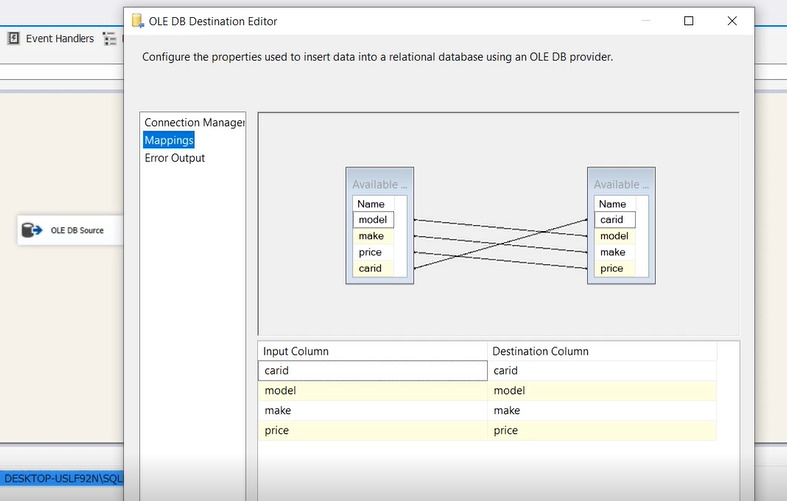 OLE DB Destination Editor
Event Handlers
Configure the properties used to insert data into a relational database using an OLE DB provider.
Connection Manager
Mappings
Error Output
Available ...
Name
model
make
price
carid
Available ...
Name
carid
model
make
price
OLE DB Source
Input Column Destination Column
carid carid
model model
make make
price price
DESKTOP-USLF92N\SQL